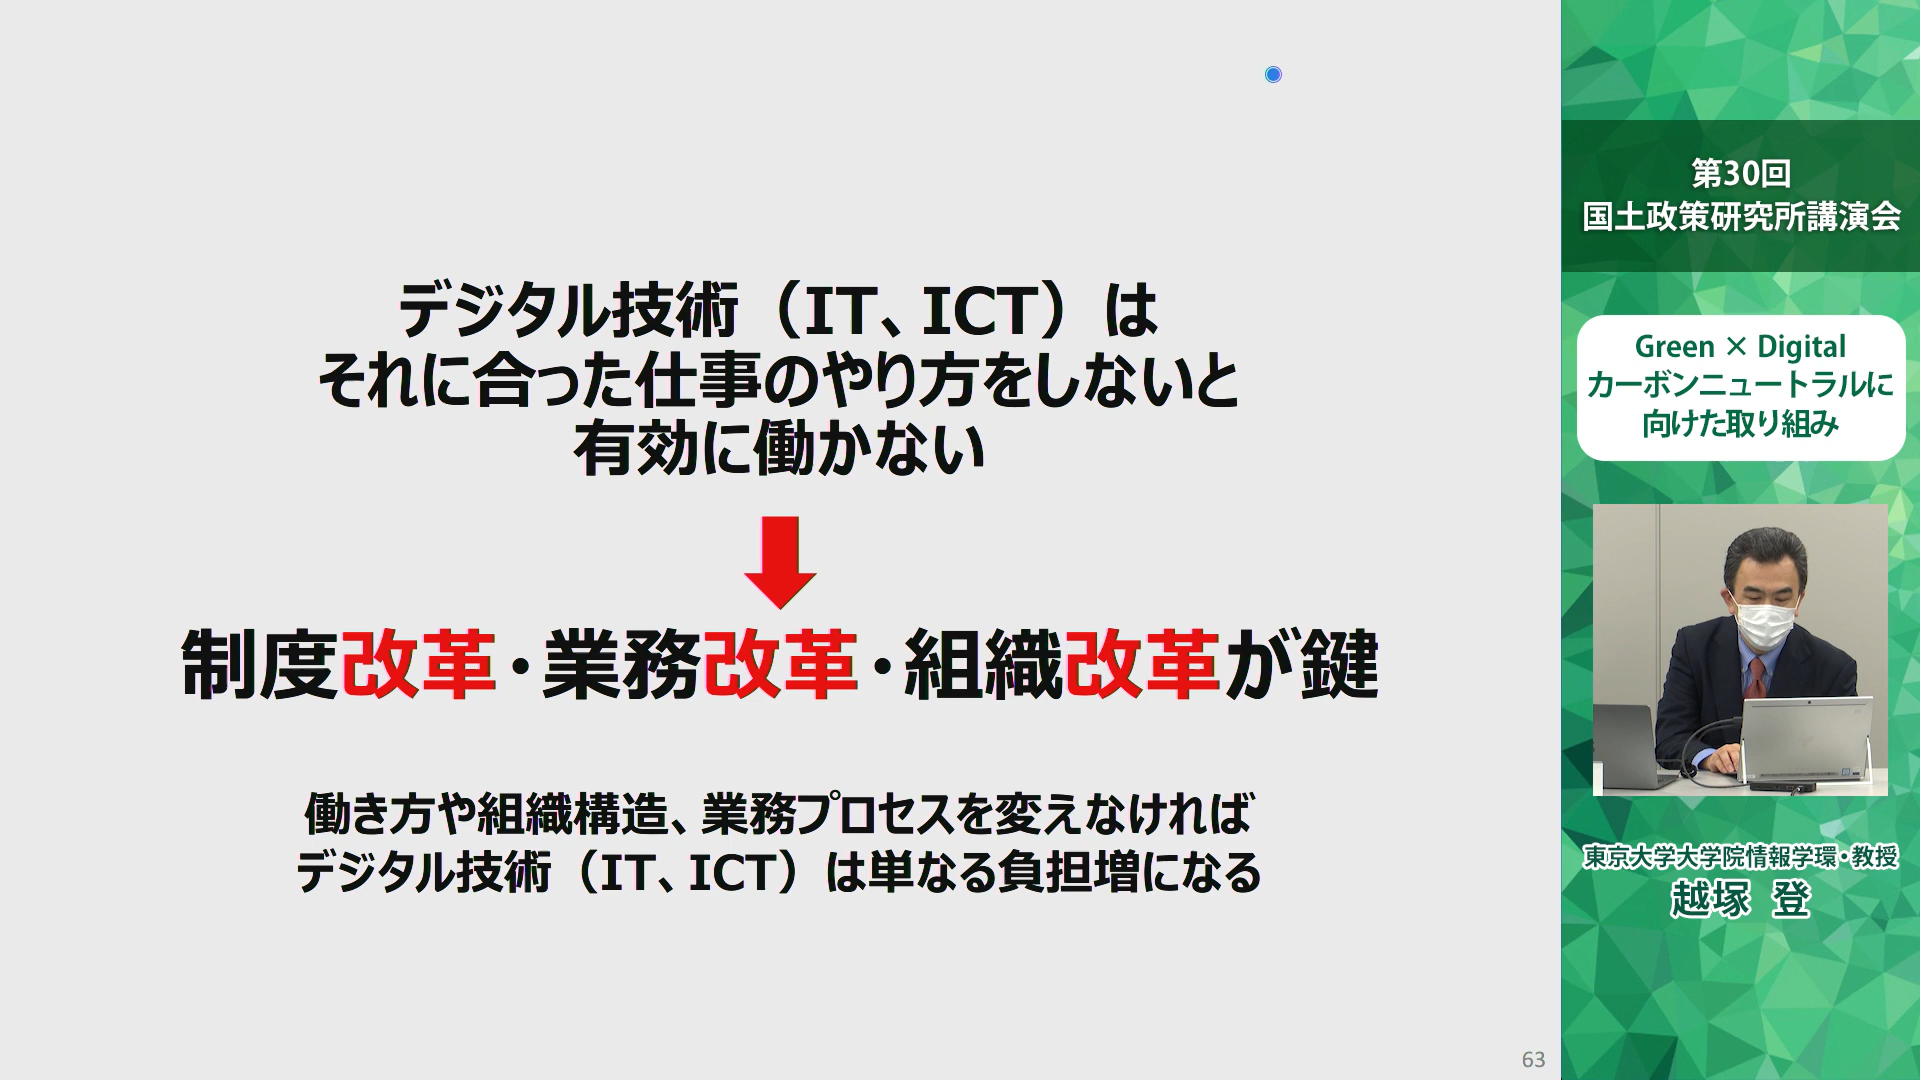 デジタル技術（IT、ICT）は
それに合った仕事のやり方をしないと
有効に働かない
制度改革・業務改革・組織改革が鍵
働き方や組織構造、業務プロセスを変えなければ
デジタル技術（IT、ICT）は単なる負担増になる
63
第30回
国土政策研究所講演会
Green × Digital
カーボンニュートラルに
向けた取り組み
東京大学大学院情報学環・教授
越塚 登